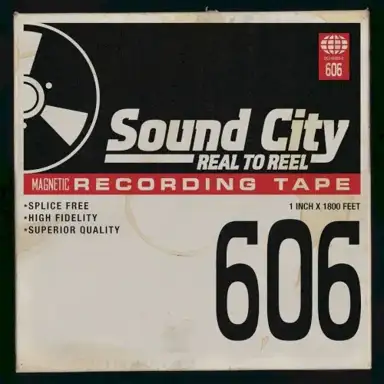 606
Sound City
REAL TO REEL
MAGNETIC RECORDING TAPE
•SPLICE FREE
•HIGH FIDELITY
•SUPERIOR QUALITY
1 INCH X 1800 FEET
606